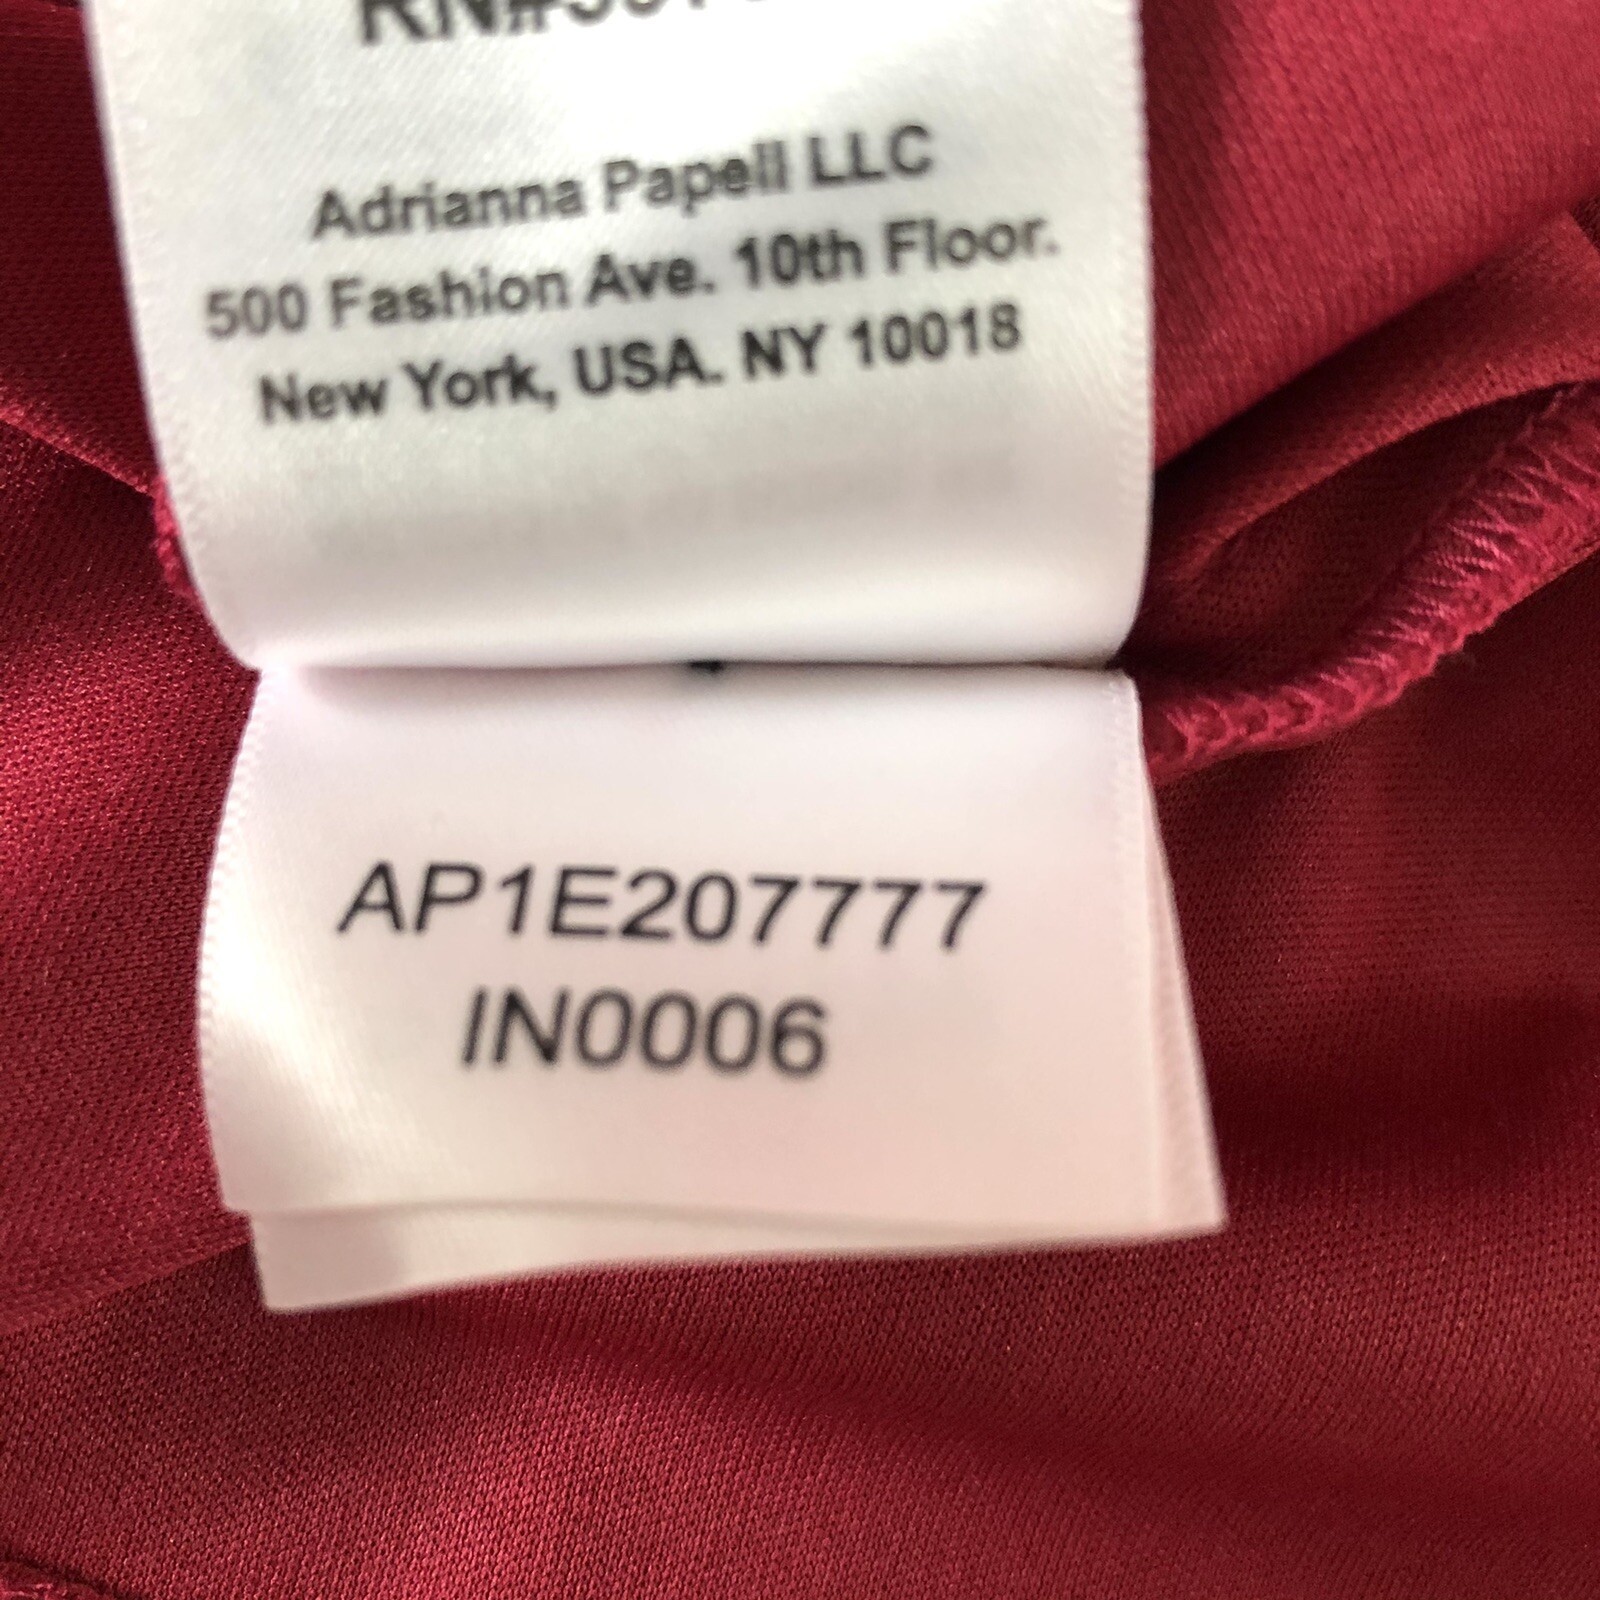 Adrianna Papell LLC
500 Fashion Ave. 10th Floor.
New York, USA. NY 10018
AP1E207777
IN0006